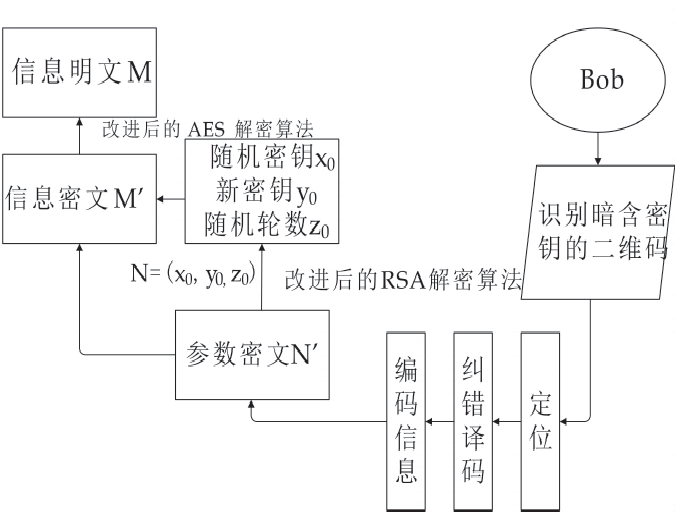 信息明文M
Bob
改进后的 AES 解密算法
随机密钥x₀
新密钥y₀
随机轮数z₀
信息密文M'
识别暗含密
钥的二维码
N=(x₀, y₀, z₀)
改进后的RSA解密算法
参数密文N'
编码信息
纠错译码
定位